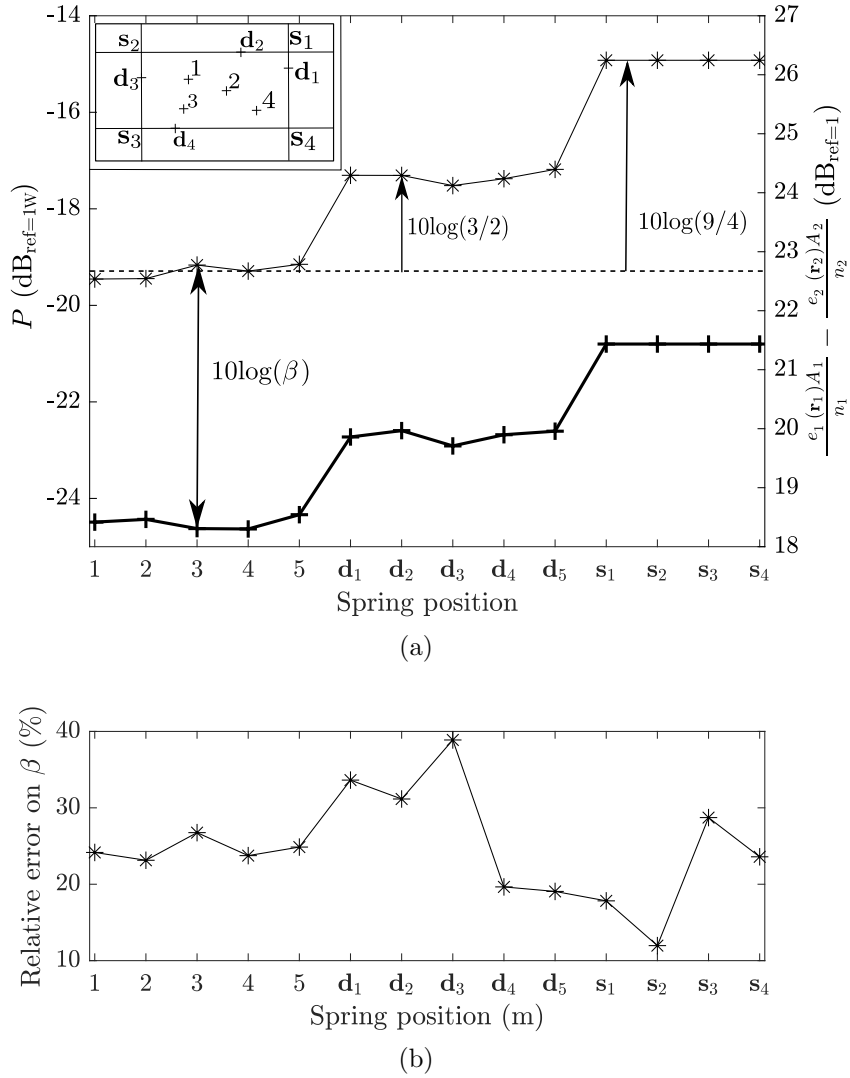 -14
-16
-18
-20
-22
-24
P (dB_ref=1W)
27
26
25
24
23
22
21
20
19
18
e₁(r₁)A₁/n₁ − e₂(r₂)A₂/n₂ (dB_ref=1)
s₂ d₂ s₁
d₃ 1 2 d₁
3 4
s₃ d₄ s₄
10log(3/2)
10log(9/4)
10log(β)
1 2 3 4 5 d₁ d₂ d₃ d₄ d₅ s₁ s₂ s₃ s₄
Spring position
(a)
40
30
20
10
Relative error on β (%)
1 2 3 4 5 d₁ d₂ d₃ d₄ d₅ s₁ s₂ s₃ s₄
Spring position (m)
(b)